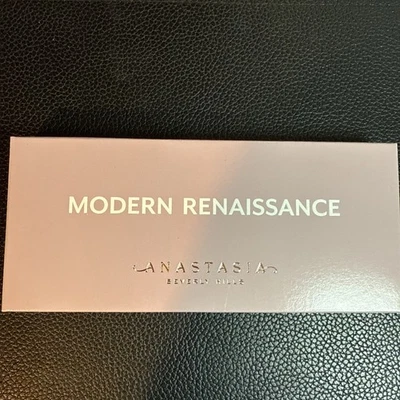 MODERN RENAISSANCE
ANASTASIA
BEVERLY HILLS